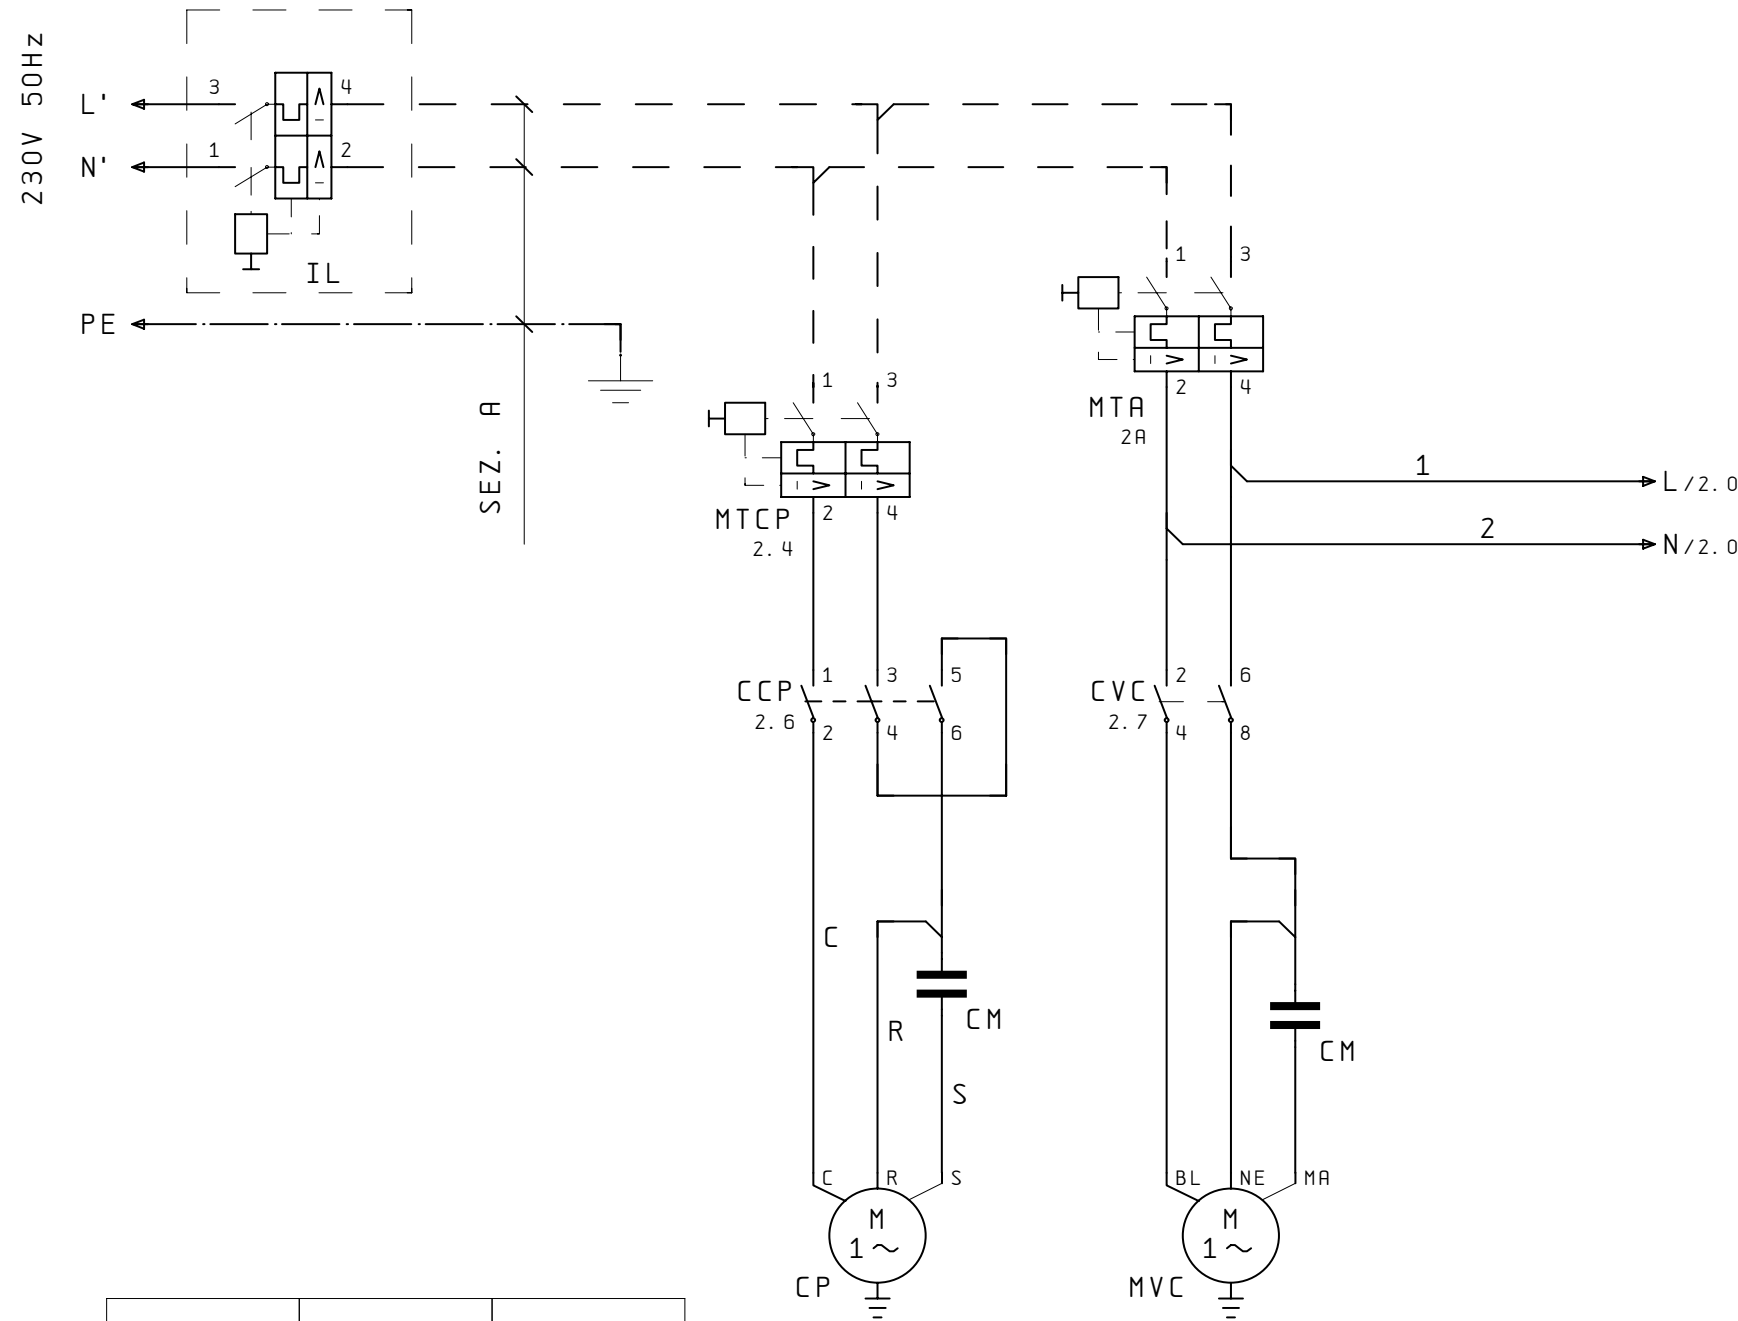 230V 50Hz
L' 3 4
N' 1 2
IL
PE
SEZ. A
1 3
2 4
MTA
2A
1 3
2 4
MTCP
2.4
1 L/2.0
2 N/2.0
1 3 5
CCP
2.6
2 4 6
2 6
CVC
2.7
4 8
C
CM
R
CM
S
C R S
BL NE MA
M
1~
M
1~
CP
MVC